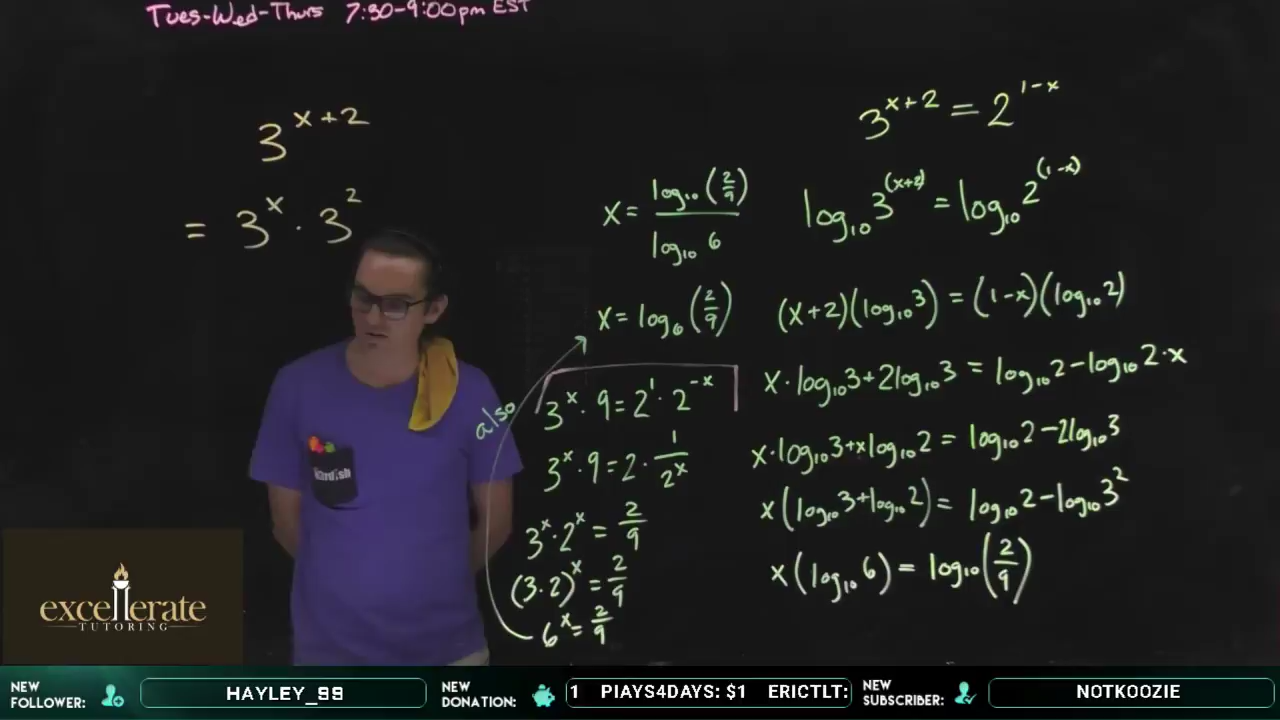 Tues-Wed-Thurs 7:30-9:00pm EST
3^(x+2)
= 3^x · 3^2
x = log₁₀(2/9) / log₁₀ 6
x = log₆(2/9)
also
3^x · 9 = 2^1 · 2^(-x)
3^x · 9 = 2 · 1/2^x
3^x · 2^x = 2/9
(3·2)^x = 2/9
6^x = 2/9
3^(x+2) = 2^(1-x)
log₁₀ 3^(x+2) = log₁₀ 2^(1-x)
(x+2)(log₁₀ 3) = (1-x)(log₁₀ 2)
x·log₁₀ 3 + 2log₁₀ 3 = log₁₀ 2 - log₁₀ 2·x
x·log₁₀ 3 + x log₁₀ 2 = log₁₀ 2 - 2log₁₀ 3
x(log₁₀ 3 + log₁₀ 2) = log₁₀ 2 - log₁₀ 3^2
x(log₁₀ 6) = log₁₀(2/9)
excellerate
TUTORING
NEW FOLLOWER: HAYLEY_99
NEW DONATION: 1 PIAYS4DAYS: $1 ERICTLT:
NEW SUBSCRIBER: NOTKOOZIE